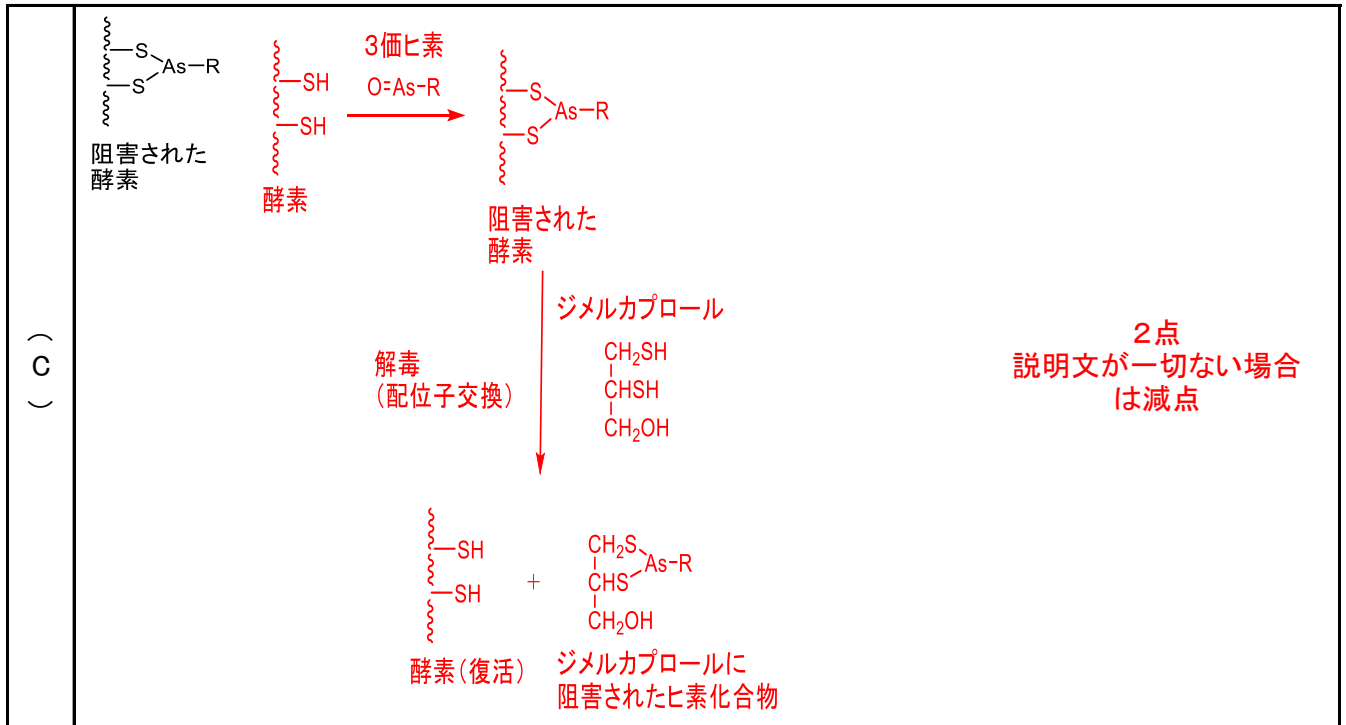 （C）
S
As-R
S
阻害された
酵素
SH
SH
酵素
3価ヒ素
O=As-R
S
As-R
S
阻害された
酵素
解毒
(配位子交換)
ジメルカプロール
CH₂SH
CHSH
CH₂OH
SH
SH
酵素(復活)
+
CH₂S
As-R
CHS
CH₂OH
ジメルカプロールに
阻害されたヒ素化合物
2点
説明文が一切ない場合
は減点